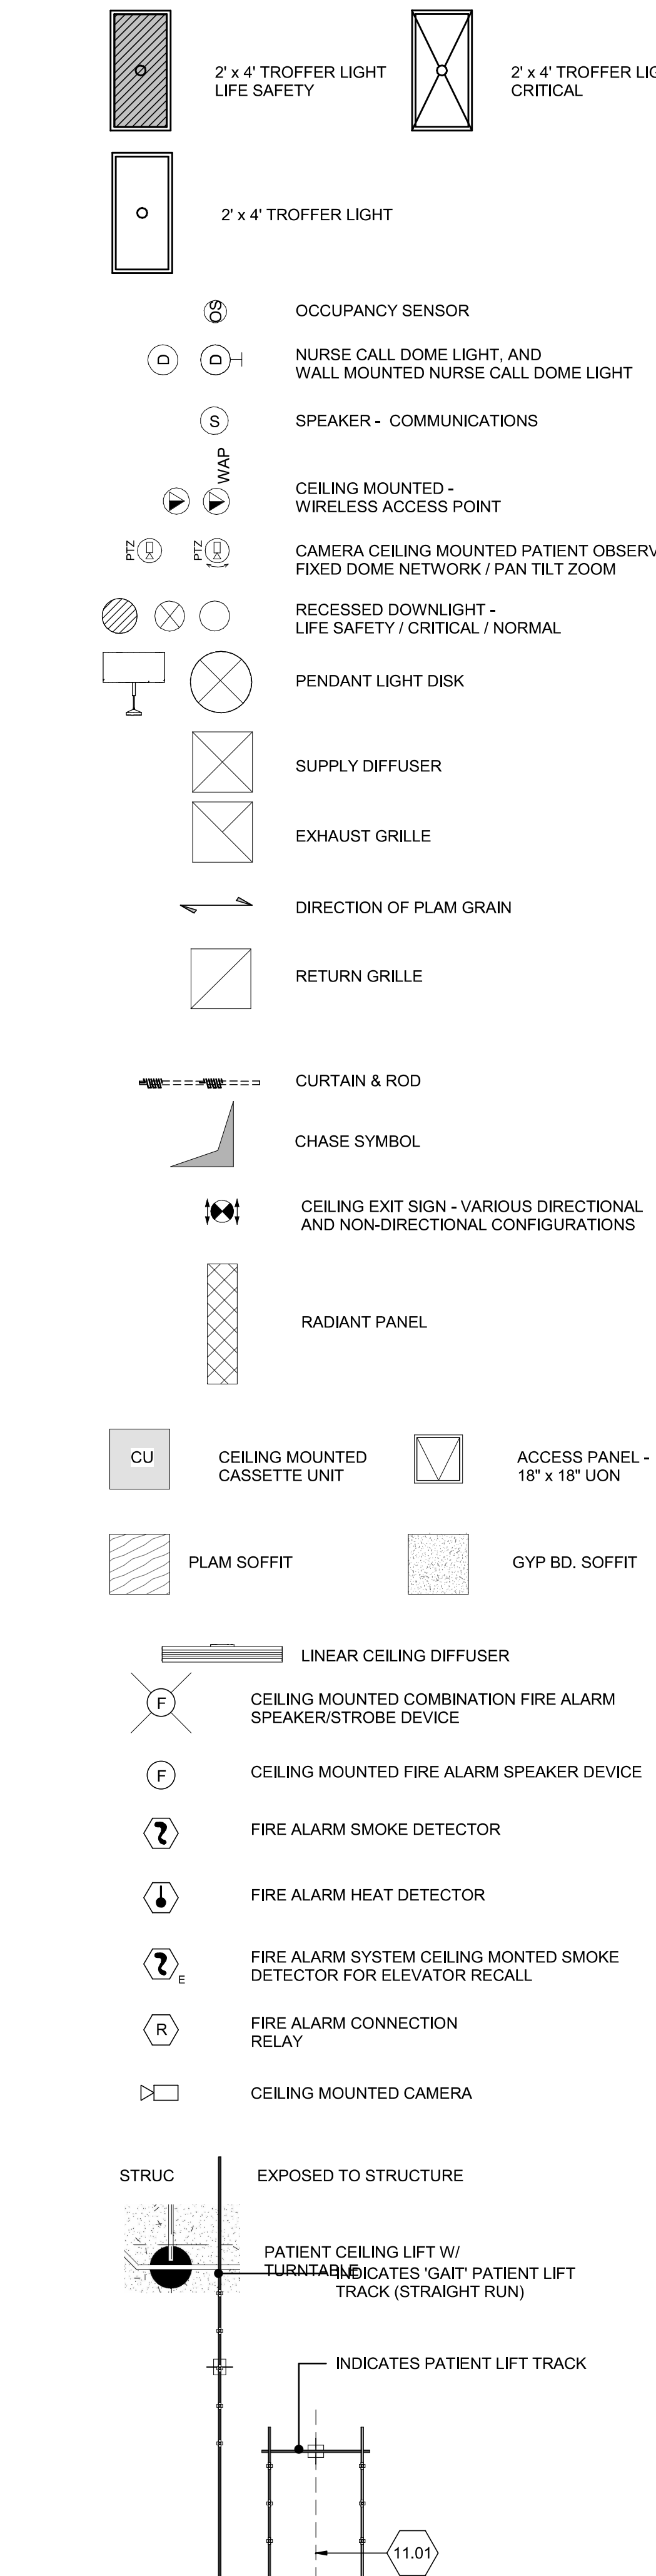 2' x 4' TROFFER LIGHT
LIFE SAFETY
2' x 4' TROFFER LIG
CRITICAL
2' x 4' TROFFER LIGHT
OS
OCCUPANCY SENSOR
D
D
NURSE CALL DOME LIGHT, AND
WALL MOUNTED NURSE CALL DOME LIGHT
S
SPEAKER - COMMUNICATIONS
WAP
CEILING MOUNTED -
WIRELESS ACCESS POINT
PTZ
PTZ
CAMERA CEILING MOUNTED PATIENT OBSERV
FIXED DOME NETWORK / PAN TILT ZOOM
RECESSED DOWNLIGHT -
LIFE SAFETY / CRITICAL / NORMAL
PENDANT LIGHT DISK
SUPPLY DIFFUSER
EXHAUST GRILLE
DIRECTION OF PLAM GRAIN
RETURN GRILLE
CURTAIN & ROD
CHASE SYMBOL
CEILING EXIT SIGN - VARIOUS DIRECTIONAL
AND NON-DIRECTIONAL CONFIGURATIONS
RADIANT PANEL
CU
CEILING MOUNTED
CASSETTE UNIT
ACCESS PANEL -
18" x 18" UON
PLAM SOFFIT
GYP BD. SOFFIT
LINEAR CEILING DIFFUSER
F
CEILING MOUNTED COMBINATION FIRE ALARM
SPEAKER/STROBE DEVICE
F
CEILING MOUNTED FIRE ALARM SPEAKER DEVICE
FIRE ALARM SMOKE DETECTOR
FIRE ALARM HEAT DETECTOR
E
FIRE ALARM SYSTEM CEILING MONTED SMOKE
DETECTOR FOR ELEVATOR RECALL
R
FIRE ALARM CONNECTION
RELAY
CEILING MOUNTED CAMERA
STRUC
EXPOSED TO STRUCTURE
PATIENT CEILING LIFT W/
TURNTABLE
INDICATES 'GAIT' PATIENT LIFT
TRACK (STRAIGHT RUN)
INDICATES PATIENT LIFT TRACK
11.01